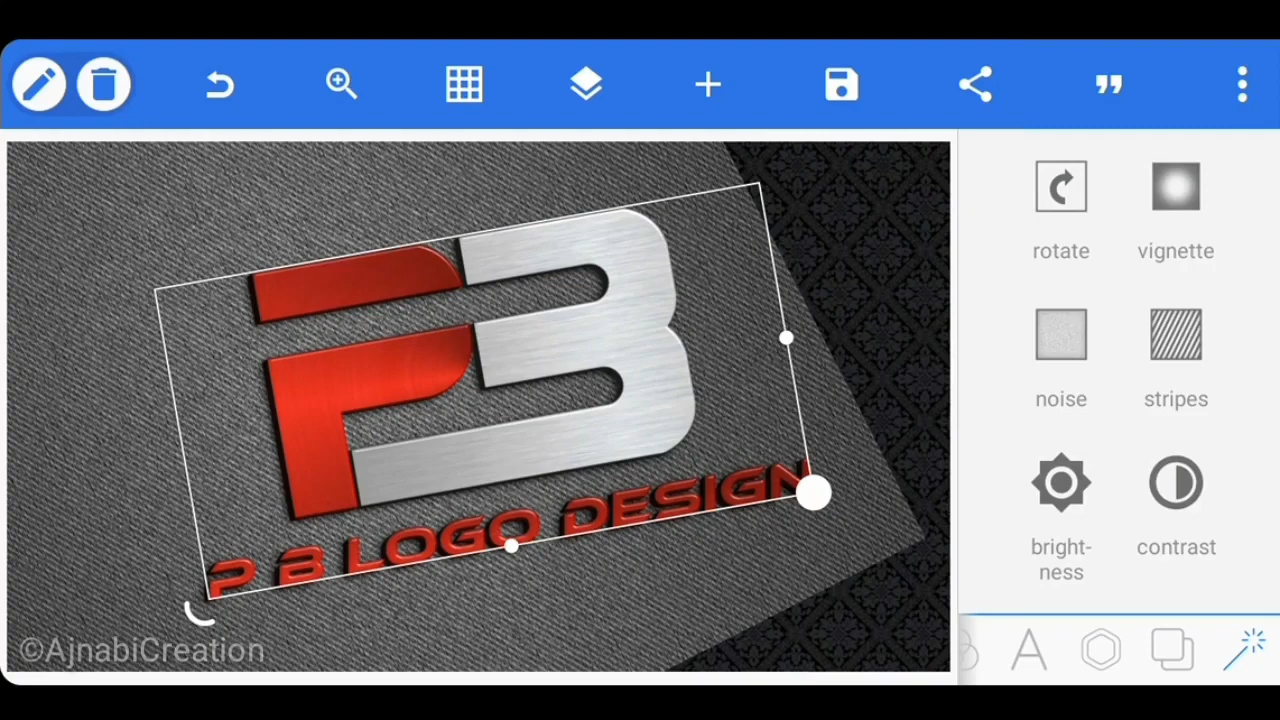 PB
P B LOGO DESIGN
©AjnabiCreation
rotate
vignette
noise
stripes
bright-
ness
contrast